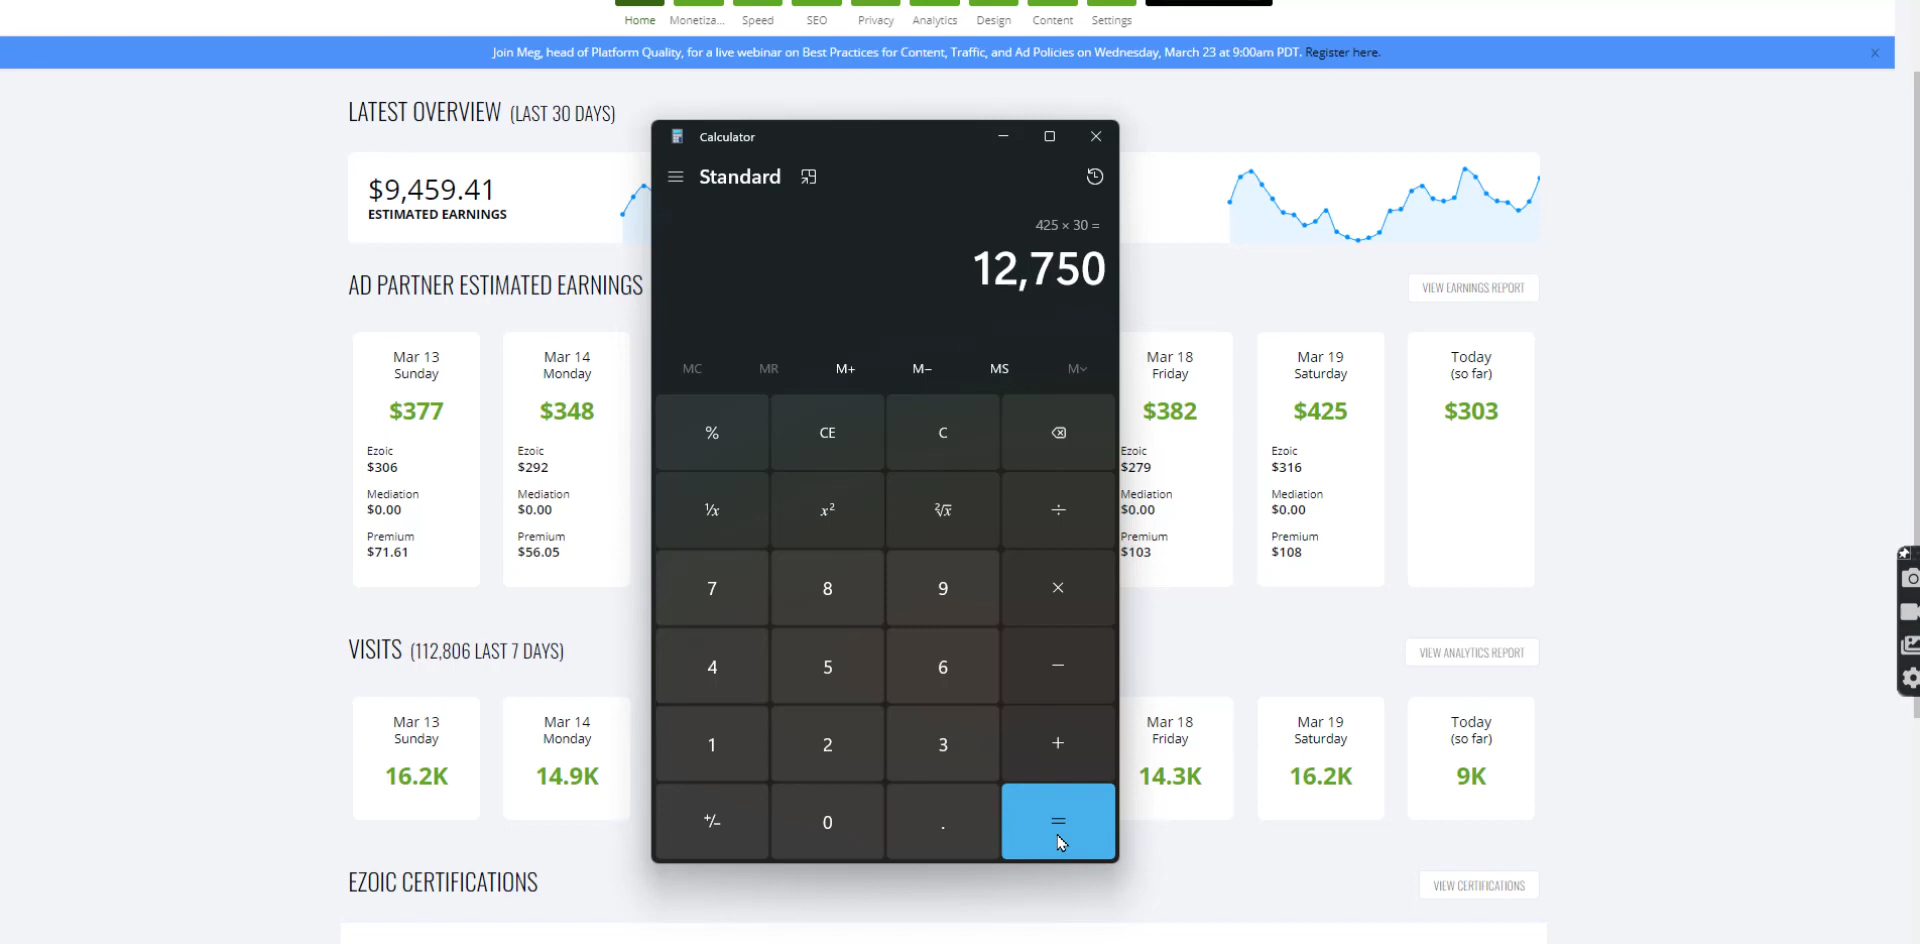 Home Monetiza... Speed SEO Privacy Analytics Design Content Settings
Join Meg, head of Platform Quality, for a live webinar on Best Practices for Content, Traffic, and Ad Policies on Wednesday, March 23 at 9:00am PDT. Register here.
LATEST OVERVIEW (LAST 30 DAYS)
$9,459.41
ESTIMATED EARNINGS
AD PARTNER ESTIMATED EARNINGS
VIEW EARNINGS REPORT
Mar 13
Sunday
$377
Ezoic
$306
Mediation
$0.00
Premium
$71.61
Mar 14
Monday
$348
Ezoic
$292
Mediation
$0.00
Premium
$56.05
Calculator
Standard
425 × 30 =
12,750
MC MR M+ M− MS M˅
% CE C
¹/x x² ²√x ÷
7 8 9 ×
4 5 6 −
1 2 3 +
+/− 0 . =
Mar 18
Friday
$382
Ezoic
$279
Mediation
$0.00
Premium
$103
Mar 19
Saturday
$425
Ezoic
$316
Mediation
$0.00
Premium
$108
Today
(so far)
$303
VISITS (112,806 LAST 7 DAYS)
VIEW ANALYTICS REPORT
Mar 13
Sunday
16.2K
Mar 14
Monday
14.9K
Mar 18
Friday
14.3K
Mar 19
Saturday
16.2K
Today
(so far)
9K
EZOIC CERTIFICATIONS
VIEW CERTIFICATIONS